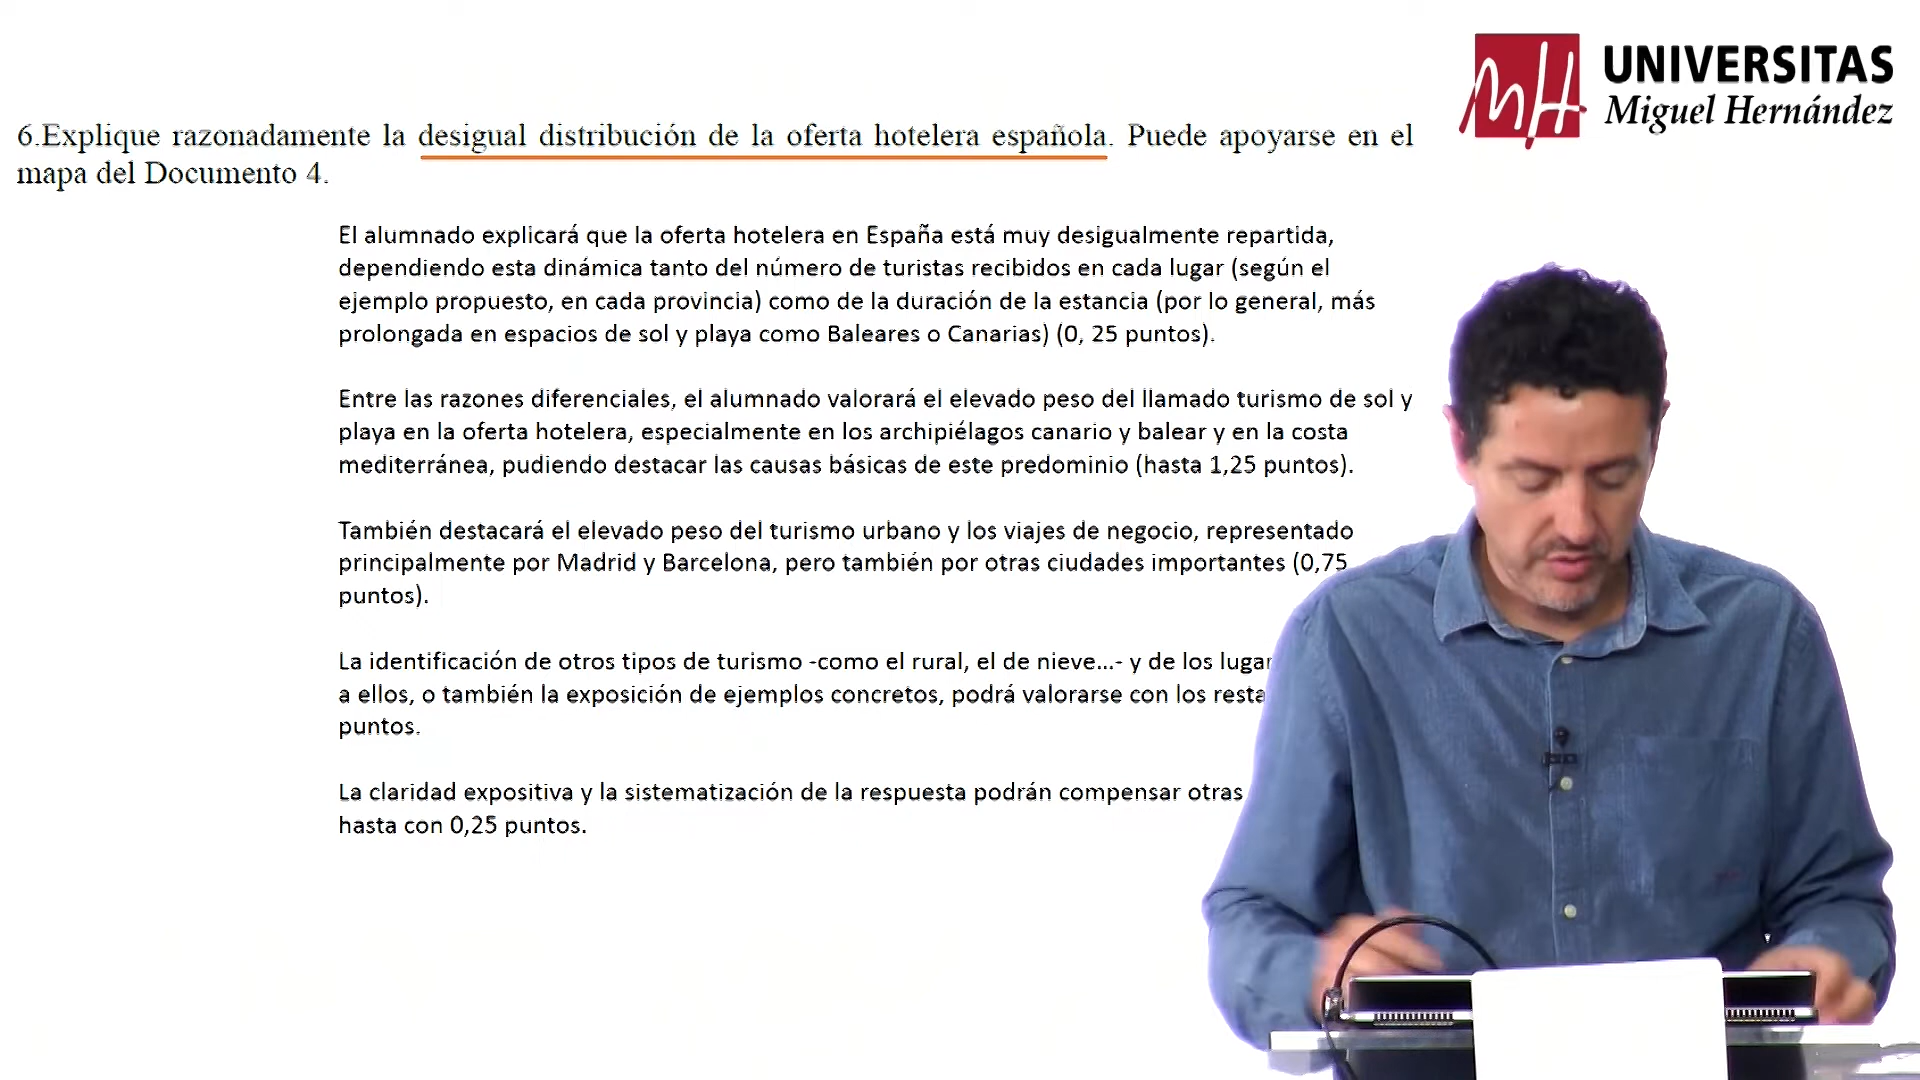 UNIVERSITAS
Miguel Hernández
6.Explique razonadamente la desigual distribución de la oferta hotelera española. Puede apoyarse en el
mapa del Documento 4.
El alumnado explicará que la oferta hotelera en España está muy desigualmente repartida,
dependiendo esta dinámica tanto del número de turistas recibidos en cada lugar (según el
ejemplo propuesto, en cada provincia) como de la duración de la estancia (por lo general, más
prolongada en espacios de sol y playa como Baleares o Canarias) (0, 25 puntos).
Entre las razones diferenciales, el alumnado valorará el elevado peso del llamado turismo de sol y
playa en la oferta hotelera, especialmente en los archipiélagos canario y balear y en la costa
mediterránea, pudiendo destacar las causas básicas de este predominio (hasta 1,25 puntos).
También destacará el elevado peso del turismo urbano y los viajes de negocio, representado
principalmente por Madrid y Barcelona, pero también por otras ciudades importantes (0,75
puntos).
La identificación de otros tipos de turismo -como el rural, el de nieve...- y de los
a ellos, o también la exposición de ejemplos concretos, podrá valorarse con los
puntos.
La claridad expositiva y la sistematización de la respuesta podrán compensar otras
hasta con 0,25 puntos.